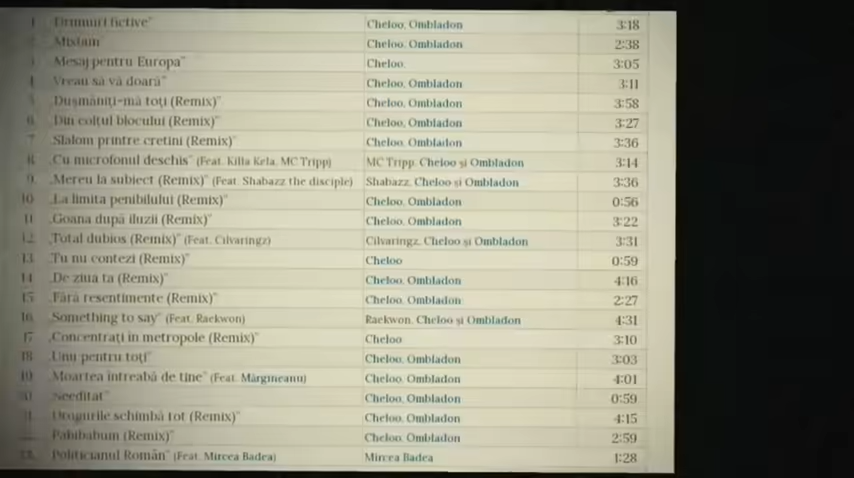 1. „Drumuri fictive" Cheloo, Ombladon 3:18
2. „Mixtam" Cheloo, Ombladon 2:38
3. „Mesaj pentru Europa" Cheloo, 3:05
4. „Vreau să vă doară" Cheloo, Ombladon 3:11
5. „Dușmăniți-mă toți (Remix)" Cheloo, Ombladon 3:58
6. „Din colțul blocului (Remix)" Cheloo, Ombladon 3:27
7. „Slalom printre cretini (Remix)" Cheloo, Ombladon 3:36
8. „Cu microfonul deschis" (Feat. Killa Kela, MC Tripp) MC Tripp, Cheloo și Ombladon 3:14
9. „Mereu la subiect (Remix)" (Feat. Shabazz the disciple) Shabazz, Cheloo și Ombladon 3:36
10. „La limita penibilului (Remix)" Cheloo, Ombladon 0:56
11. „Goana după iluzii (Remix)" Cheloo, Ombladon 3:22
12. „Total dubios (Remix)" (Feat. Cilvaringz) Cilvaringz, Cheloo și Ombladon 3:31
13. „Tu nu contezi (Remix)" Cheloo 0:59
14. „De ziua ta (Remix)" Cheloo, Ombladon 4:16
15. „Fără resentimente (Remix)" Cheloo, Ombladon 2:27
16. „Something to say" (Feat. Raekwon) Raekwon, Cheloo și Ombladon 4:31
17. „Concentrați în metropole (Remix)" Cheloo 3:10
18. „Unu pentru toți" Cheloo, Ombladon 3:03
19. „Moartea întreabă de tine" (Feat. Mărgineanu) Cheloo, Ombladon 4:01
20. „Needitat" Cheloo, Ombladon 0:59
21. „Drogurile schimbă tot (Remix)" Cheloo, Ombladon 4:15
22. „Pahibabum (Remix)" Cheloo, Ombladon 2:59
23. „Politicianul Român" (Feat. Mircea Badea) Mircea Badea 1:28